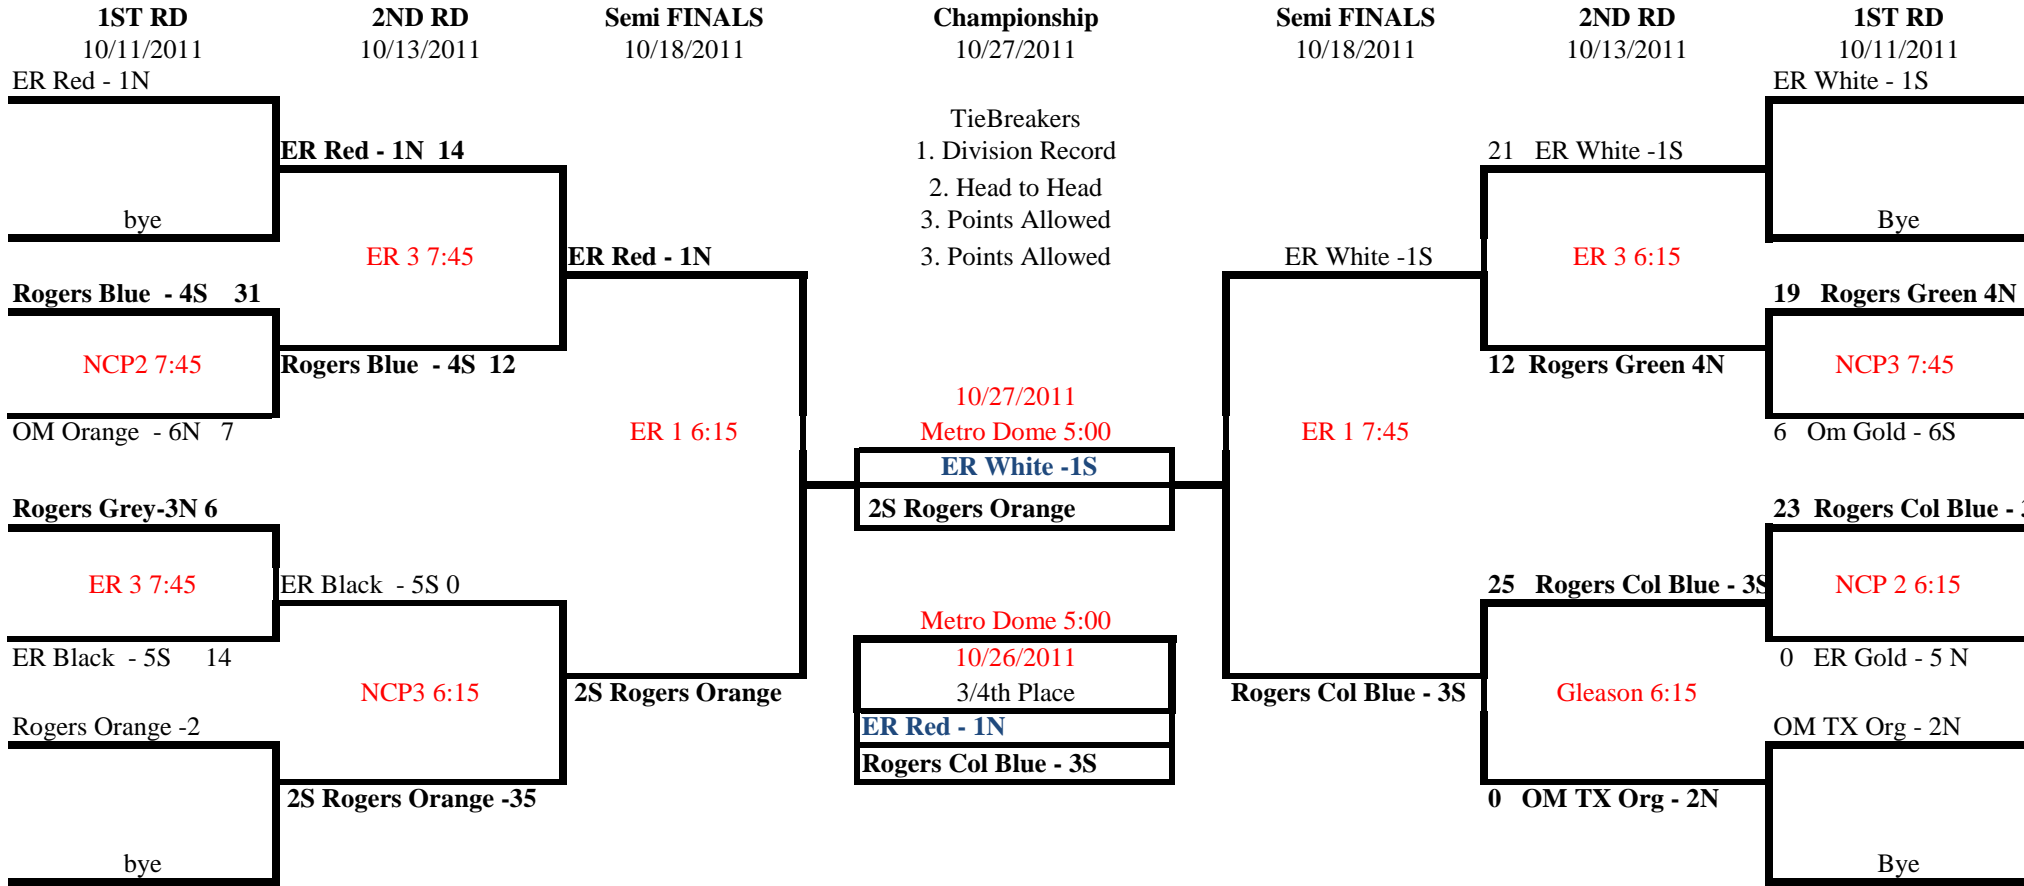 1ST RD 2ND RD Semi FINALS Championship Semi FINALS 2ND RD 1ST RD
10/11/2011 10/13/2011 10/18/2011 10/27/2011 10/18/2011 10/13/2011 10/11/2011
ER Red - 1N
bye
Rogers Blue - 4S 31
NCP2 7:45
OM Orange - 6N 7
Rogers Grey-3N 6
ER 3 7:45
ER Black - 5S 14
Rogers Orange -2
bye
ER Red - 1N 14
ER 3 7:45
Rogers Blue - 4S 12
ER Black - 5S 0
NCP3 6:15
2S Rogers Orange -35
ER Red - 1N
ER 1 6:15
2S Rogers Orange
TieBreakers
1. Division Record
2. Head to Head
3. Points Allowed
3. Points Allowed
10/27/2011
Metro Dome 5:00
ER White -1S
2S Rogers Orange
Metro Dome 5:00
10/26/2011
3/4th Place
ER Red - 1N
Rogers Col Blue - 3S
ER White -1S
ER 1 7:45
Rogers Col Blue - 3S
21 ER White -1S
ER 3 6:15
12 Rogers Green 4N
25 Rogers Col Blue - 3S
Gleason 6:15
0 OM TX Org - 2N
ER White - 1S
Bye
19 Rogers Green 4N
NCP3 7:45
6 Om Gold - 6S
23 Rogers Col Blue -
NCP 2 6:15
0 ER Gold - 5 N
OM TX Org - 2N
Bye